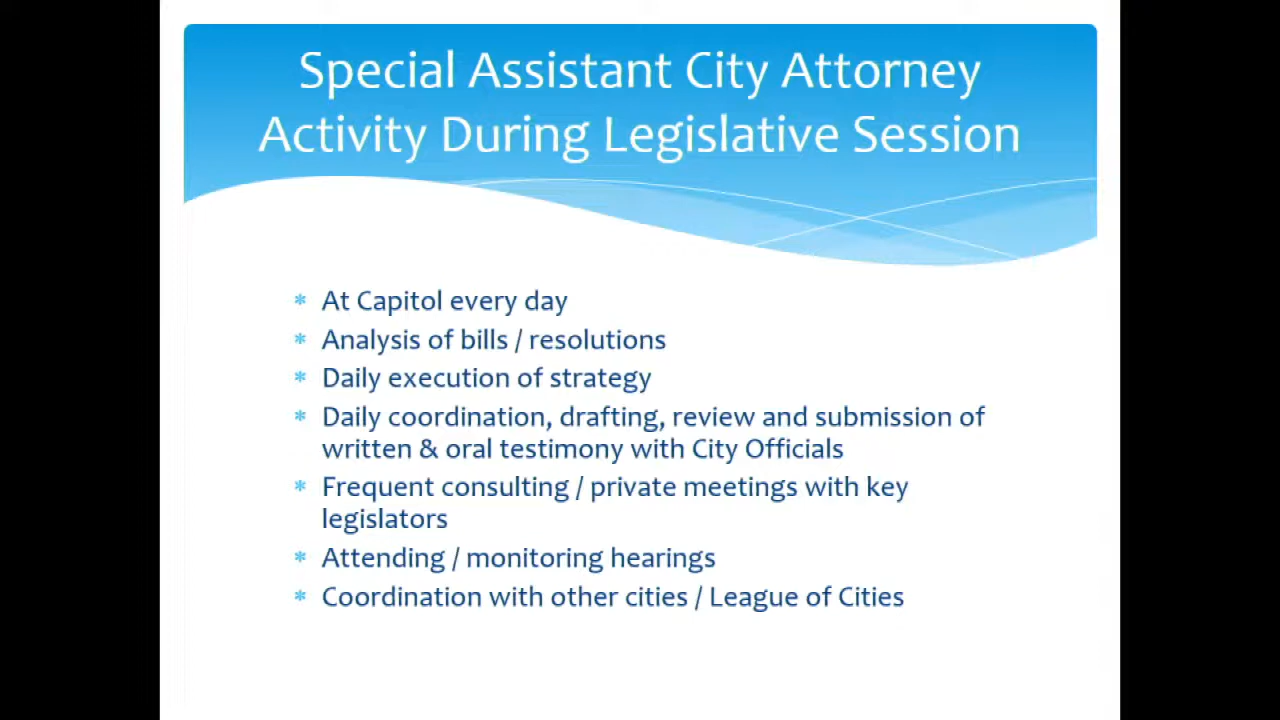 Special Assistant City Attorney
Activity During Legislative Session
* At Capitol every day
* Analysis of bills / resolutions
* Daily execution of strategy
* Daily coordination, drafting, review and submission of
written & oral testimony with City Officials
* Frequent consulting / private meetings with key
legislators
* Attending / monitoring hearings
* Coordination with other cities / League of Cities